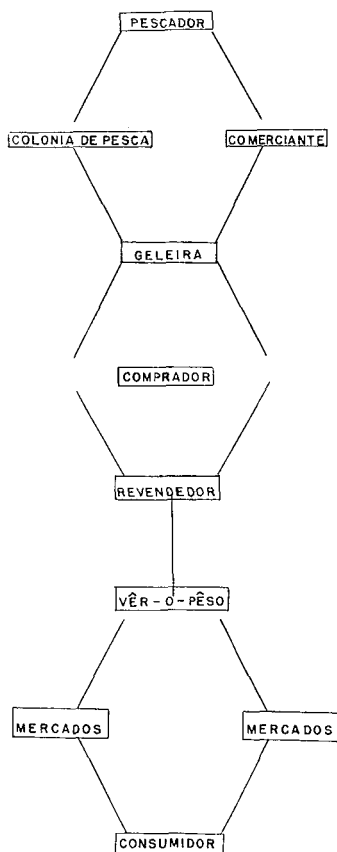 PESCADOR
COLONIA DE PESCA
COMERCIANTE
GELEIRA
COMPRADOR
REVENDEDOR
VÊR-O-PÊSO
MERCADOS
MERCADOS
CONSUMIDOR